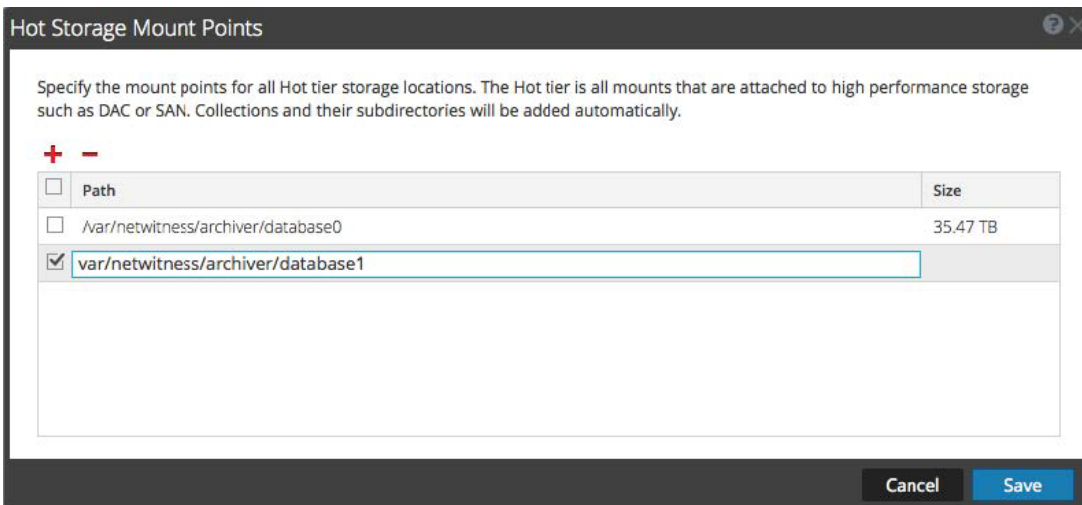 Hot Storage Mount Points
Specify the mount points for all Hot tier storage locations. The Hot tier is all mounts that are attached to high performance storage
such as DAC or SAN. Collections and their subdirectories will be added automatically.
Path Size
/var/netwitness/archiver/database0 35.47 TB
var/netwitness/archiver/database1
Cancel Save